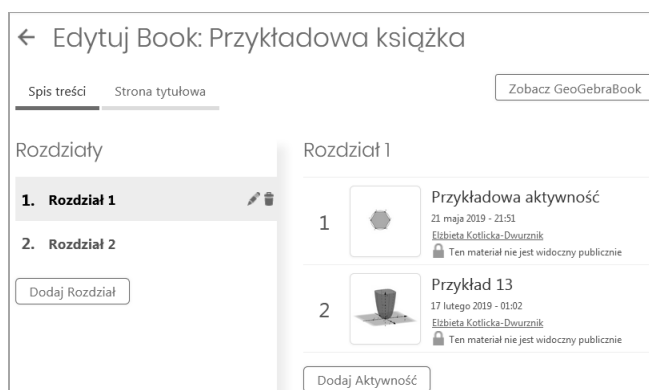 ← Edytuj Book: Przykładowa książka
Spis treści Strona tytułowa
Zobacz GeoGebraBook
Rozdziały
1. Rozdział 1
2. Rozdział 2
Dodaj Rozdział
Rozdział 1
1
Przykładowa aktywność
21 maja 2019 - 21:51
Elżbieta Kotlicka-Dwurznik
Ten materiał nie jest widoczny publicznie
2
Przykład 13
17 lutego 2019 - 01:02
Elżbieta Kotlicka-Dwurznik
Ten materiał nie jest widoczny publicznie
Dodaj Aktywność